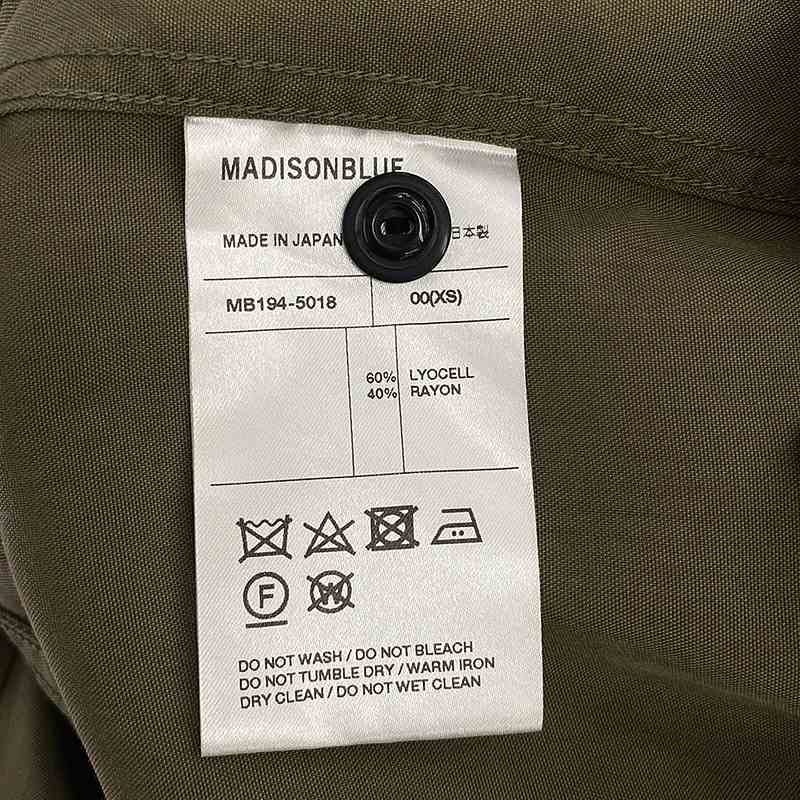 MADISONBLUE
MADE IN JAPAN 日本製
MB194-5018 00(XS)
60% LYOCELL
40% RAYON
F W
DO NOT WASH / DO NOT BLEACH
DO NOT TUMBLE DRY / WARM IRON
DRY CLEAN / DO NOT WET CLEAN